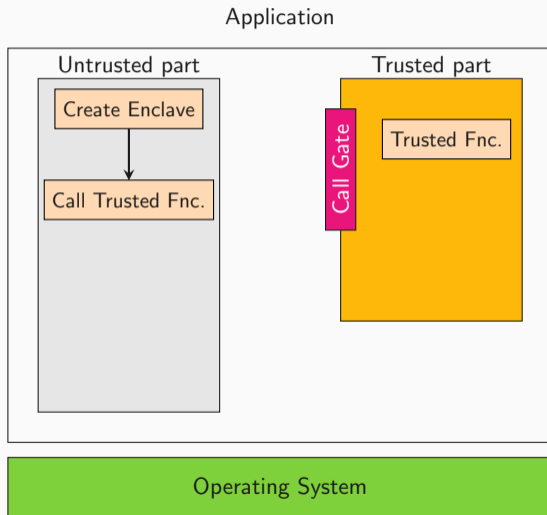 Application
Untrusted part
Trusted part
Create Enclave
Call Trusted Fnc.
Call Gate
Trusted Fnc.
Operating System